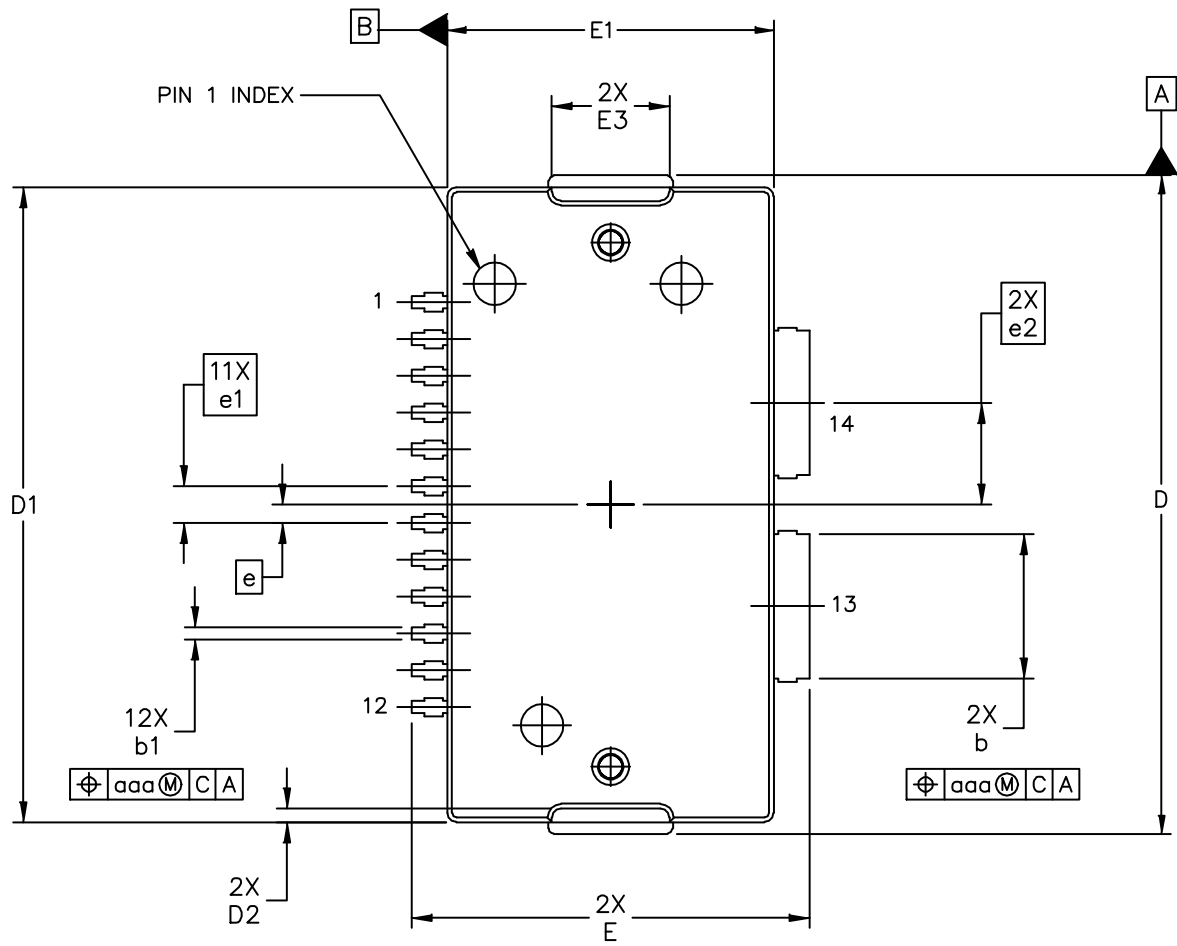 B
E1
PIN 1 INDEX
2X
E3
A
1
2X
e2
11X
e1
14
D1
D
e
13
12
12X
b1
2X
b
⌖ aaa Ⓜ C A
⌖ aaa Ⓜ C A
2X
D2
2X
E